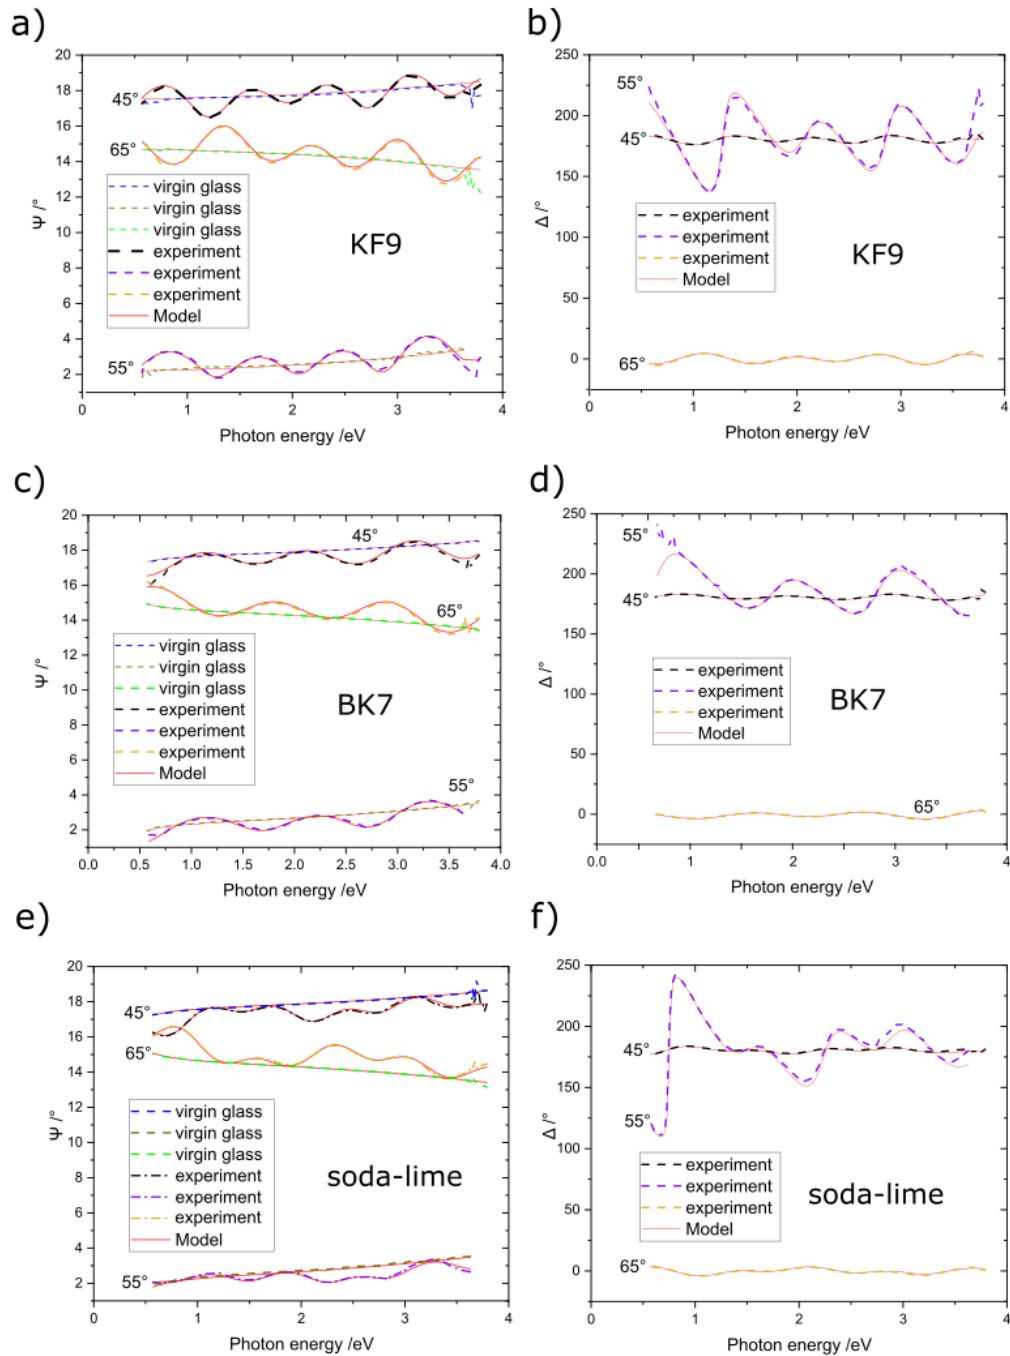 a)
20
18
16
14
12
10
8
6
4
2
Ψ /°
45°
65°
55°
virgin glass
virgin glass
virgin glass
experiment
experiment
experiment
Model
KF9
0
1
2
3
4
Photon energy /eV
b)
250
200
150
100
50
0
Δ /°
55°
45°
65°
experiment
experiment
experiment
Model
KF9
0
1
2
3
4
Photon energy /eV
c)
20
18
16
14
12
10
8
6
4
2
Ψ /°
45°
65°
55°
virgin glass
virgin glass
virgin glass
experiment
experiment
experiment
Model
BK7
0.0
0.5
1.0
1.5
2.0
2.5
3.0
3.5
4.0
Photon energy /eV
d)
250
200
150
100
50
0
Δ /°
55°
45°
65°
experiment
experiment
experiment
Model
BK7
0.0
1
2
3
4
Photon energy /eV
e)
20
18
16
14
12
10
8
6
4
2
Ψ /°
45°
65°
55°
virgin glass
virgin glass
virgin glass
experiment
experiment
experiment
Model
soda-lime
0
1
2
3
4
Photon energy /eV
f)
250
200
150
100
50
0
Δ /°
45°
55°
65°
experiment
experiment
experiment
Model
soda-lime
0
1
2
3
4
Photon energy /eV